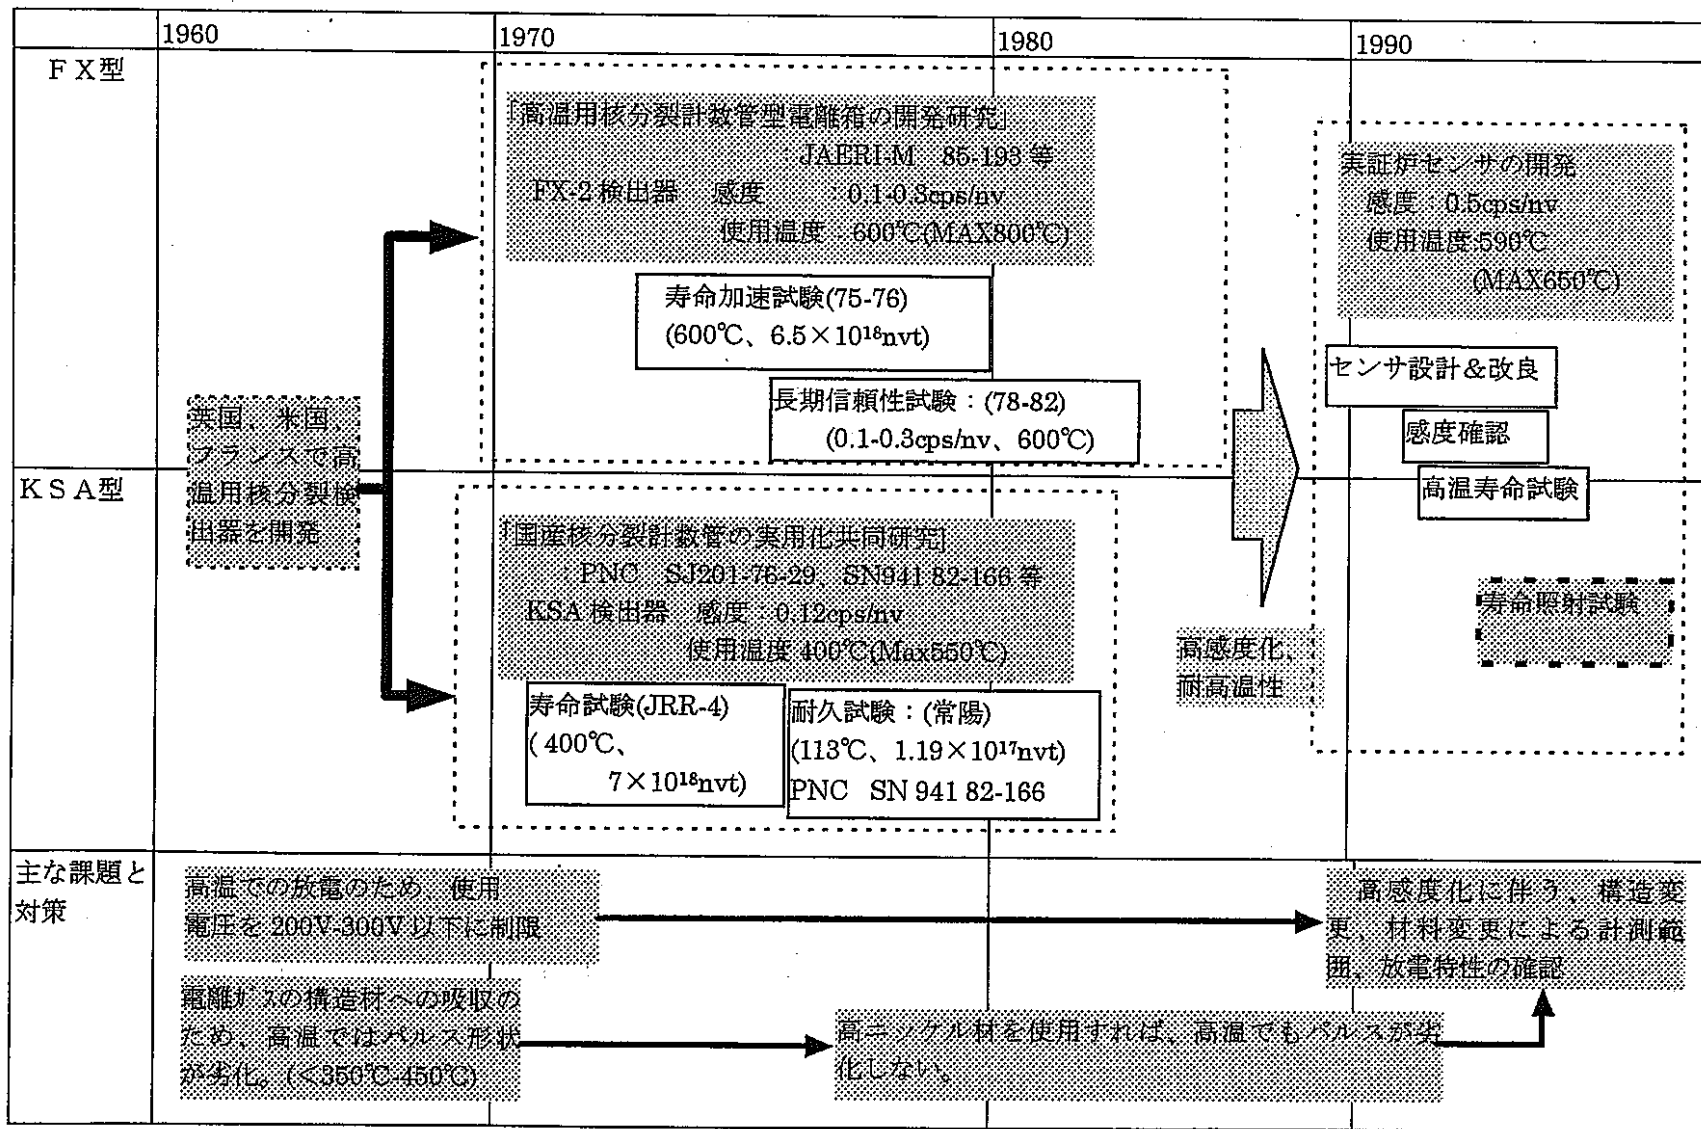 1960
1970
1980
1990
FX型
「高温用核分裂計数管型電離箱の開発研究」
：JAERI-M 85-193 等
FX-2 検出器 感度 ：0.1-0.3cps/nv
使用温度：600℃(MAX800℃)
寿命加速試験(75-76)
(600℃、6.5×10¹⁸nvt)
長期信頼性試験：(78-82)
(0.1-0.3cps/nv、600℃)
実証炉センサの開発
感度：0.5cps/nv
使用温度:590℃
(MAX650℃)
センサ設計&改良
感度確認
高温寿命試験
寿命照射試験
英国、米国、
フランスで高
温用核分裂検
出器を開発
KSA型
「国産核分裂計数管の実用化共同研究]
：PNC SJ201-76-29、SN941 82-166 等
KSA 検出器 感度：0.12cps/nv
使用温度 400℃(Max550℃)
寿命試験(JRR-4)
( 400℃、
7×10¹⁸nvt)
耐久試験：(常陽)
(113℃、1.19×10¹⁷nvt)
PNC SN 941 82-166
高感度化、
耐高温性
主な課題と
対策
高温での放電のため、使用
電圧を 200V-300V 以下に制限
電離ガスの構造材への吸収の
ため、高温ではパルス形状
が劣化。(＜350℃-450℃)
高ニッケル材を使用すれば、高温でもパルスが劣
化しない。
高感度化に伴う、構造変
更、材料変更による計測範
囲、放電特性の確認